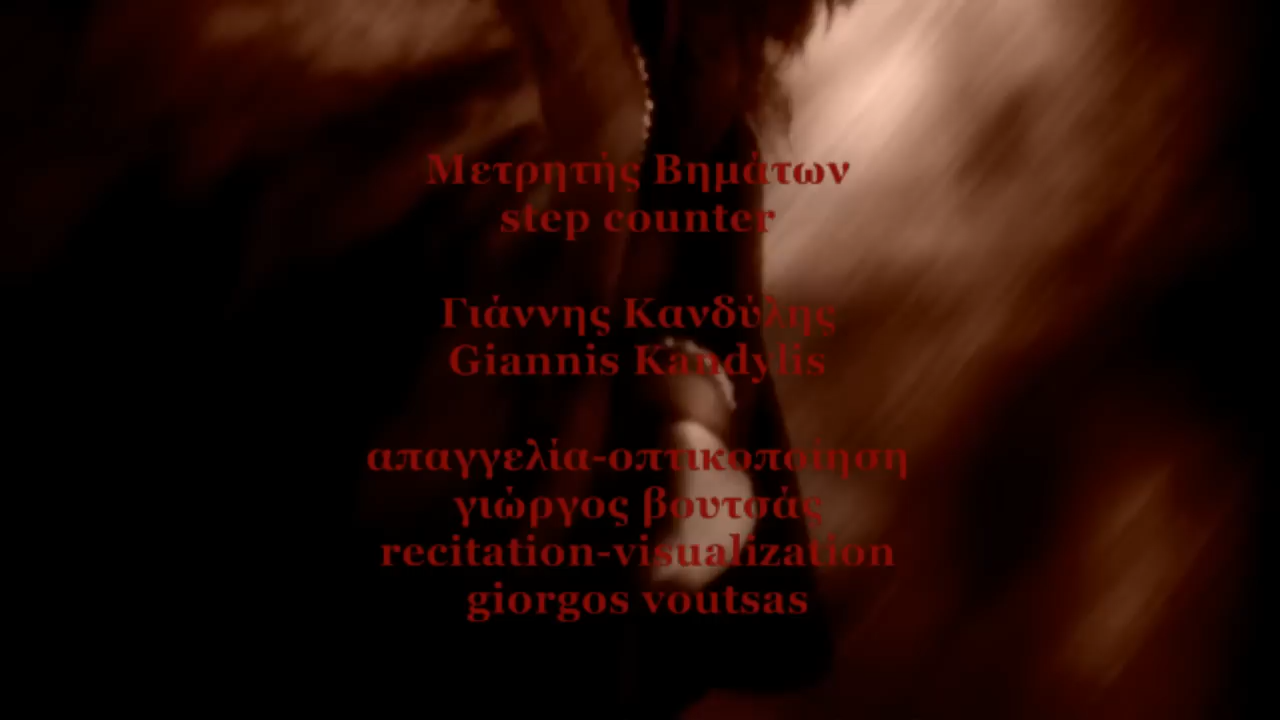 Μετρητής Βημάτων
step counter
Γιάννης Κανδύλης
Giannis Kandylis
απαγγελία-οπτικοποίηση
γιώργος βουτσάς
recitation-visualization
giorgos voutsas